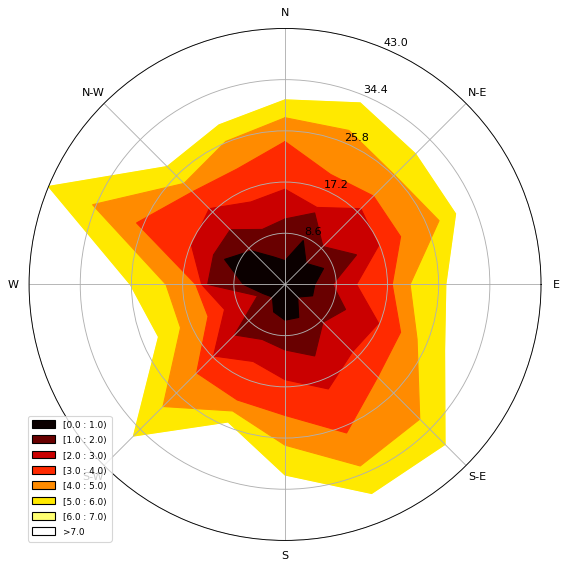 N
43.0
N-W
34.4
N-E
25.8
17.2
8.6
W
E
[0.0 : 1.0)
[1.0 : 2.0)
[2.0 : 3.0)
[3.0 : 4.0)
[4.0 : 5.0)
[5.0 : 6.0)
[6.0 : 7.0)
>7.0
S-W
S-E
S